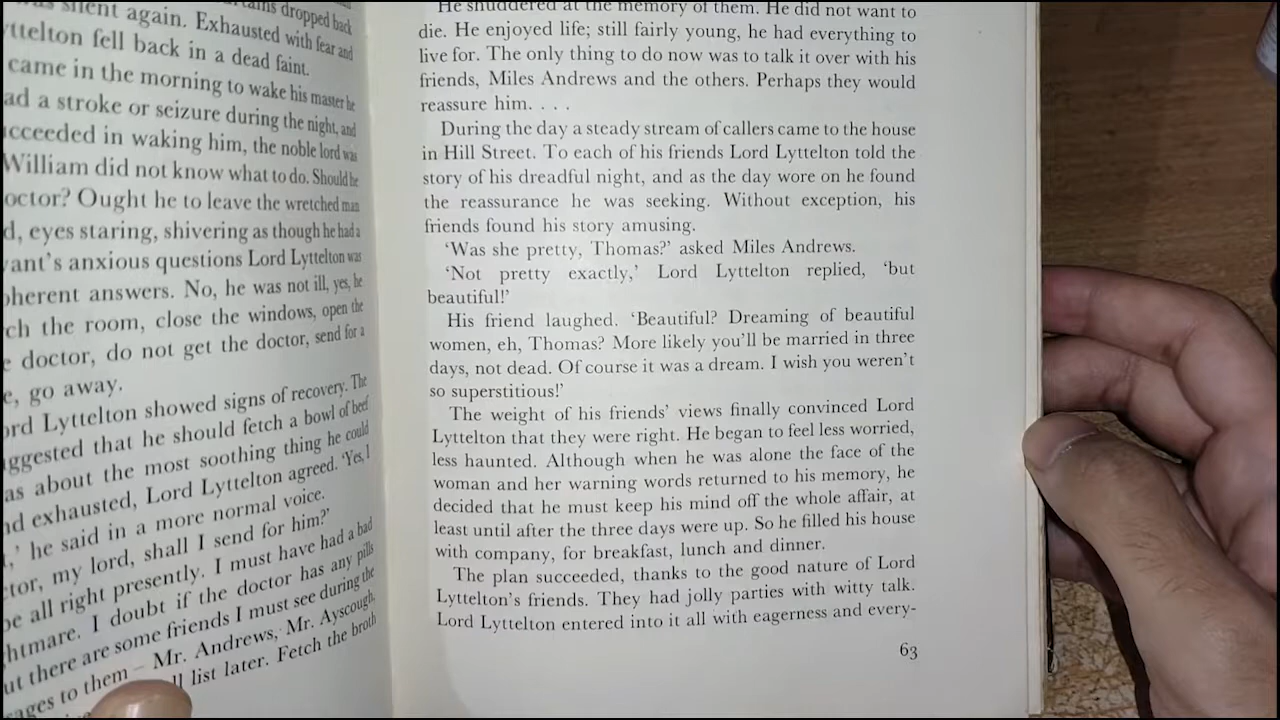 silent again. Exhausted with fear and
dropped back
fell back in a dead faint.
came in the morning to wake his master he
a stroke or seizure during the night, and
in waking him, the noble lord was
William did not know what to do. Should he
Ought he to leave the wretched man
eyes staring, shivering as though he had a
anxious questions Lord Lyttelton was
answers. No, he was not ill, yes, he
the room, close the windows, open the
doctor, do not get the doctor, send for a
go away.
Lord Lyttelton showed signs of recovery. The
that he should fetch a bowl of beef
about the most soothing thing he could
exhausted, Lord Lyttelton agreed. 'Yes, I
,' he said in a more normal voice.
my lord, shall I send for him?'
all right presently. I must have had a bad
I doubt if the doctor has any pills
there are some friends I must see during the
to them – Mr. Andrews, Mr. Ayscough,
list later. Fetch the broth
He shuddered at the memory of them. He did not want to
die. He enjoyed life; still fairly young, he had everything to
live for. The only thing to do now was to talk it over with his
friends, Miles Andrews and the others. Perhaps they would
reassure him. . . .
During the day a steady stream of callers came to the house
in Hill Street. To each of his friends Lord Lyttelton told the
story of his dreadful night, and as the day wore on he found
the reassurance he was seeking. Without exception, his
friends found his story amusing.
'Was she pretty, Thomas?' asked Miles Andrews.
'Not pretty exactly,' Lord Lyttelton replied, 'but
beautiful!'
His friend laughed. 'Beautiful? Dreaming of beautiful
women, eh, Thomas? More likely you'll be married in three
days, not dead. Of course it was a dream. I wish you weren't
so superstitious!'
The weight of his friends' views finally convinced Lord
Lyttelton that they were right. He began to feel less worried,
less haunted. Although when he was alone the face of the
woman and her warning words returned to his memory, he
decided that he must keep his mind off the whole affair, at
least until after the three days were up. So he filled his house
with company, for breakfast, lunch and dinner.
The plan succeeded, thanks to the good nature of Lord
Lyttelton's friends. They had jolly parties with witty talk.
Lord Lyttelton entered into it all with eagerness and every-
63